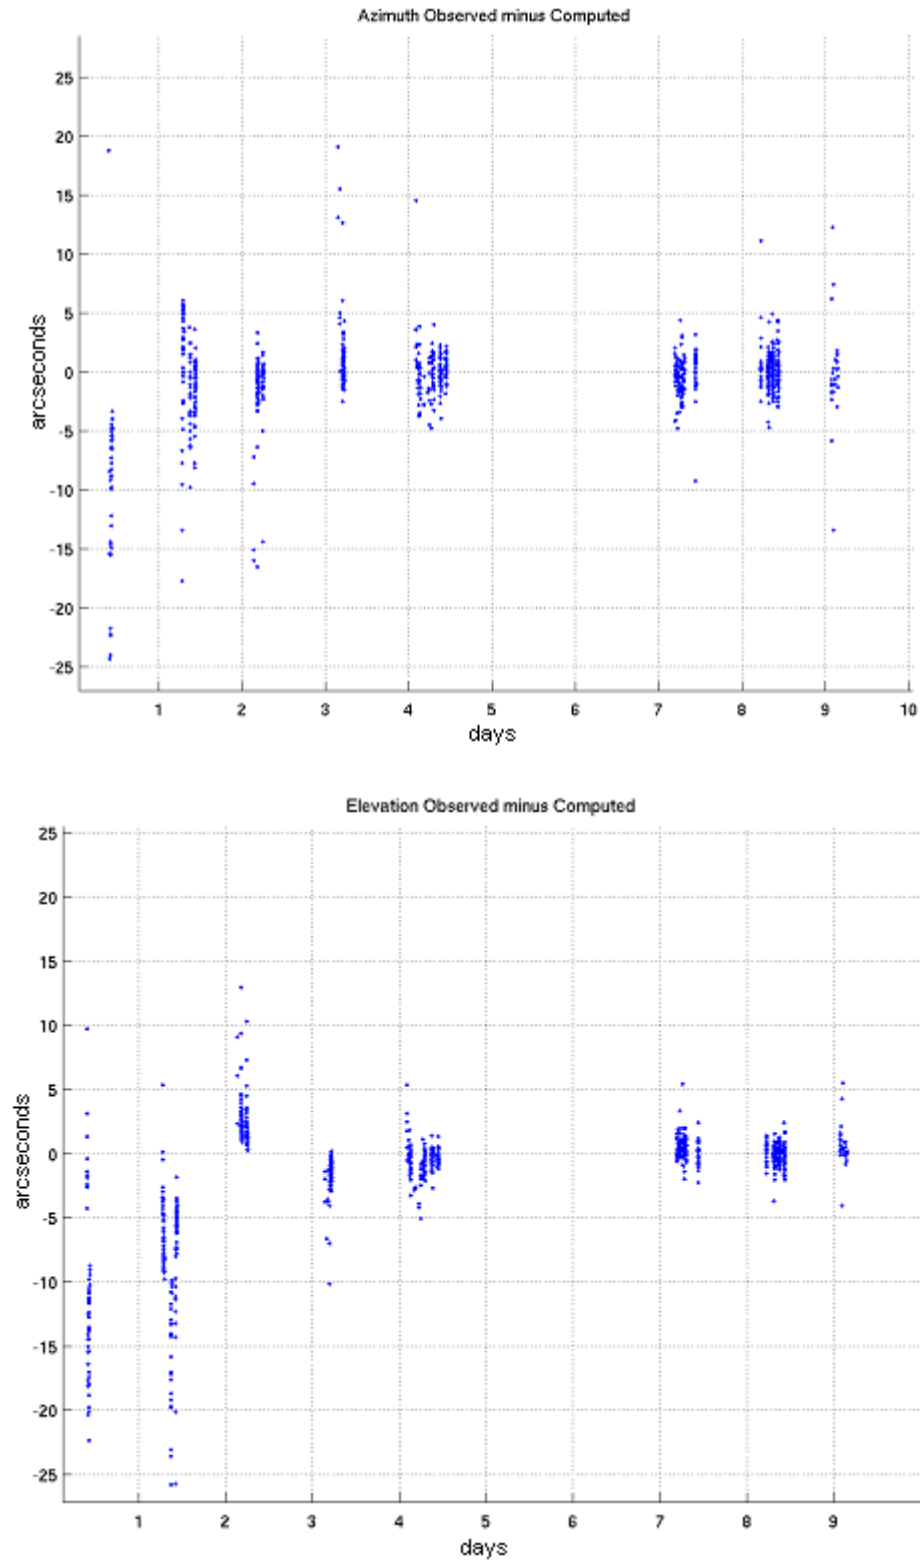 Azimuth Observed minus Computed
25
20
15
10
5
0
-5
-10
-15
-20
-25
arcseconds
1 2 3 4 5 6 7 8 9 10
days
Elevation Observed minus Computed
25
20
15
10
5
0
-5
-10
-15
-20
-25
arcseconds
1 2 3 4 5 6 7 8 9
days